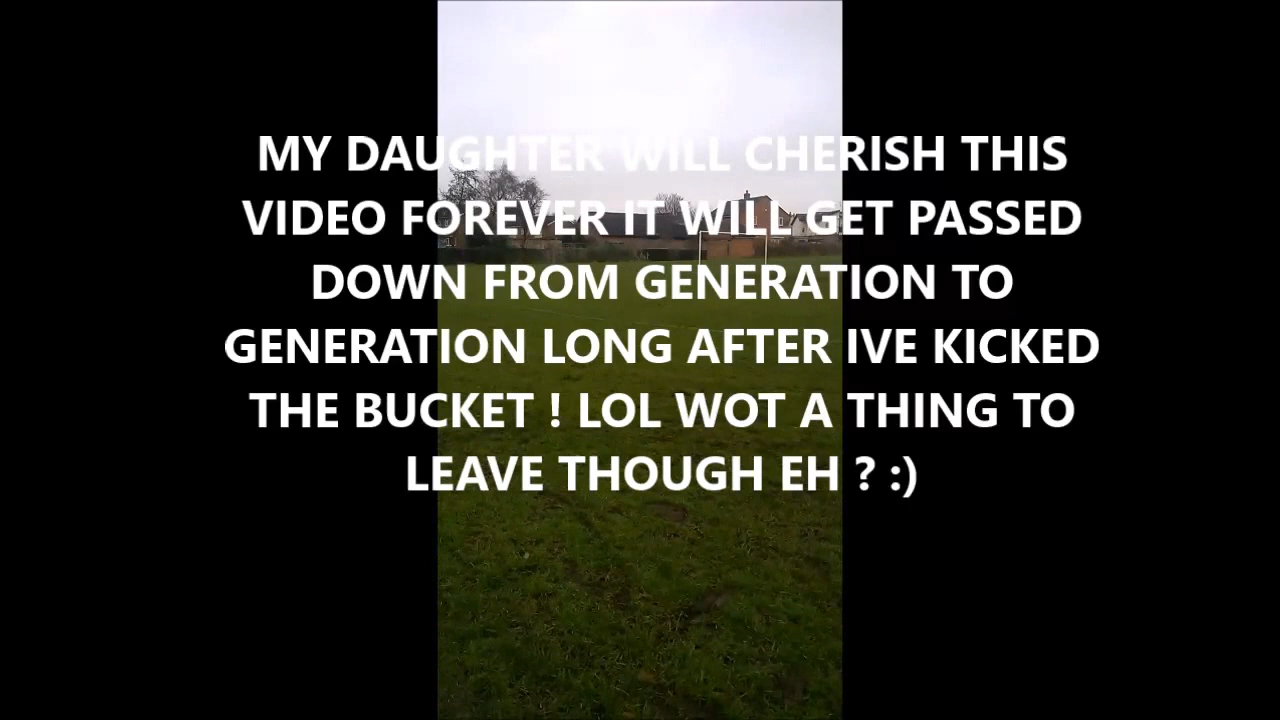 MY DAUGHTER WILL CHERISH THIS
VIDEO FOREVER IT WILL GET PASSED
DOWN FROM GENERATION TO
GENERATION LONG AFTER IVE KICKED
THE BUCKET ! LOL WOT A THING TO
LEAVE THOUGH EH ? :)